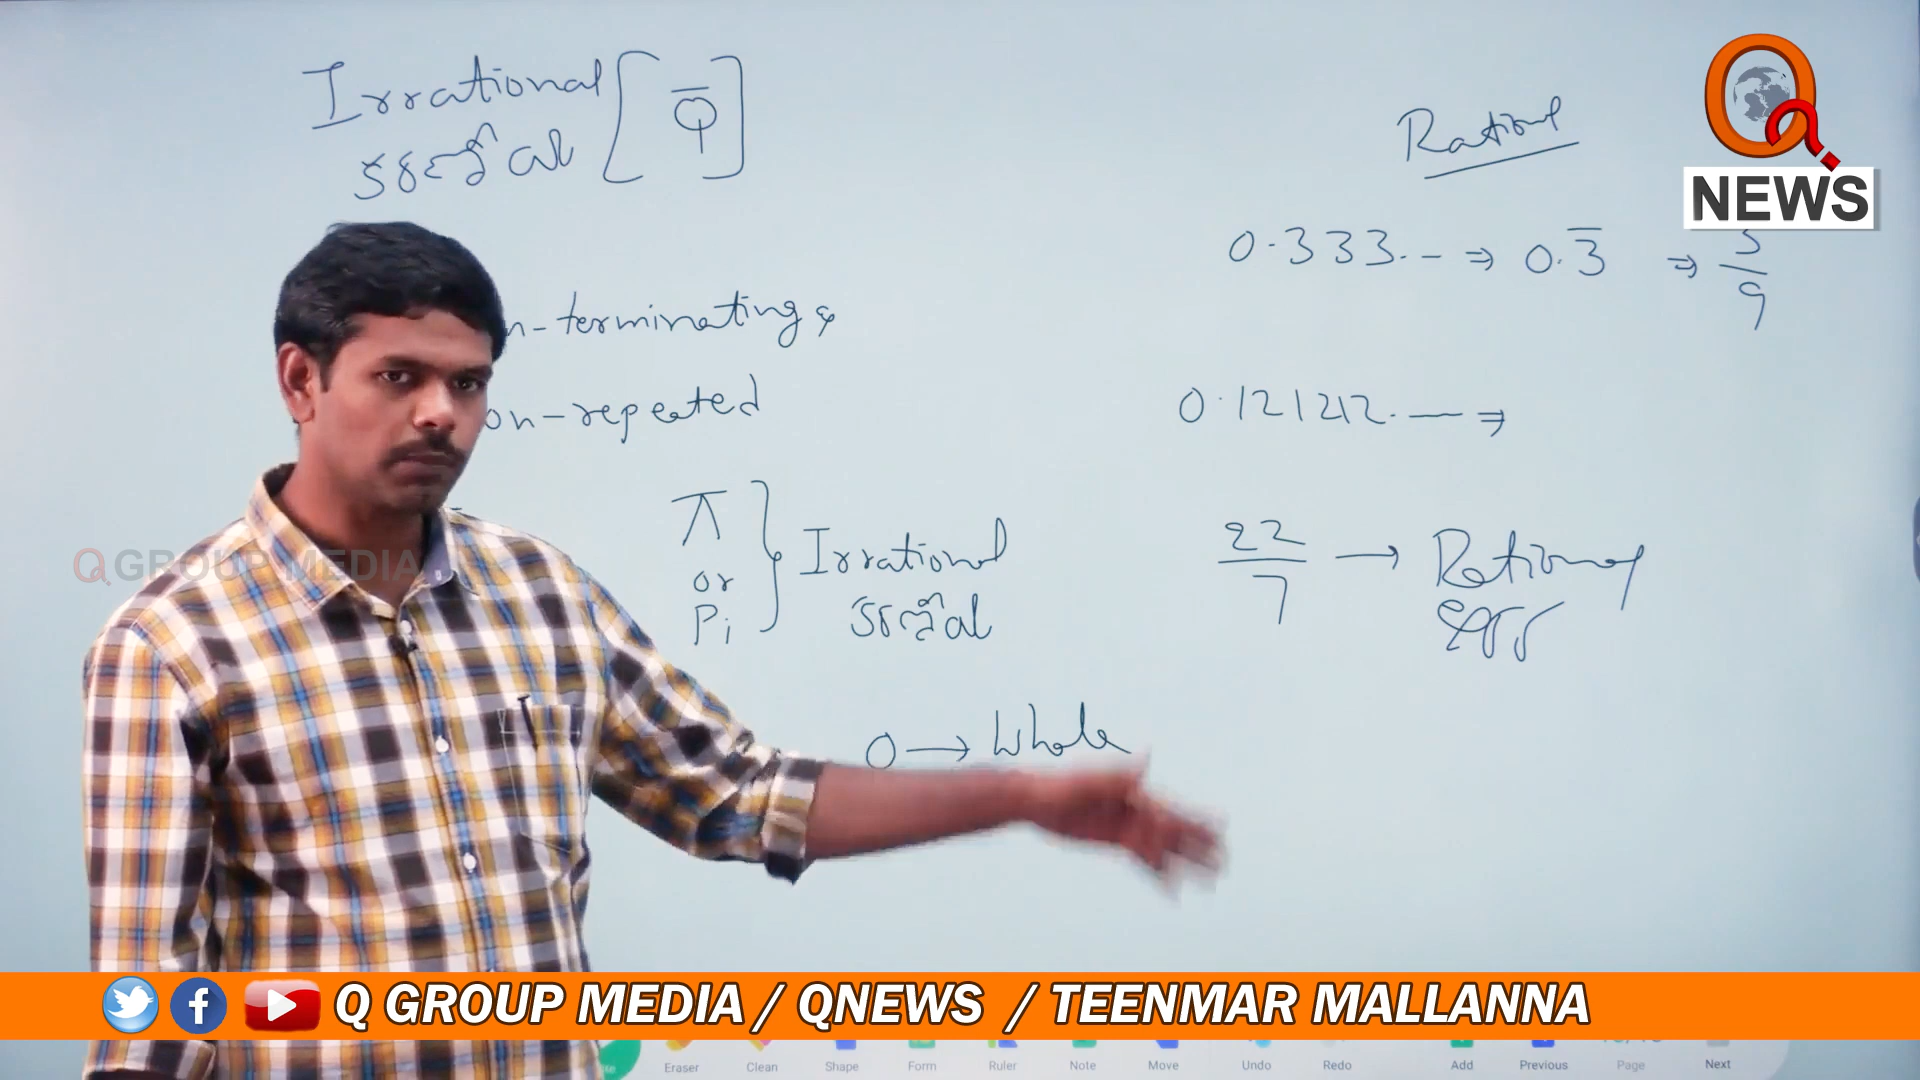 Irrational [Q̅]
కరణీయ
Rational
NEWS
0.333.. – ⇒ 0.3̅ ⇒ 3/9
n-terminating &
on-repeated
0.121212. — ⇒
π
or
Pi
} Irrational
కరణీయ
22/7 → Rational
Q GROUP MEDIA
0 → Whole
Q GROUP MEDIA / QNEWS / TEENMAR MALLANNA
Eraser Clean Shape Form Ruler Note Move Undo Redo Add Previous Page Next